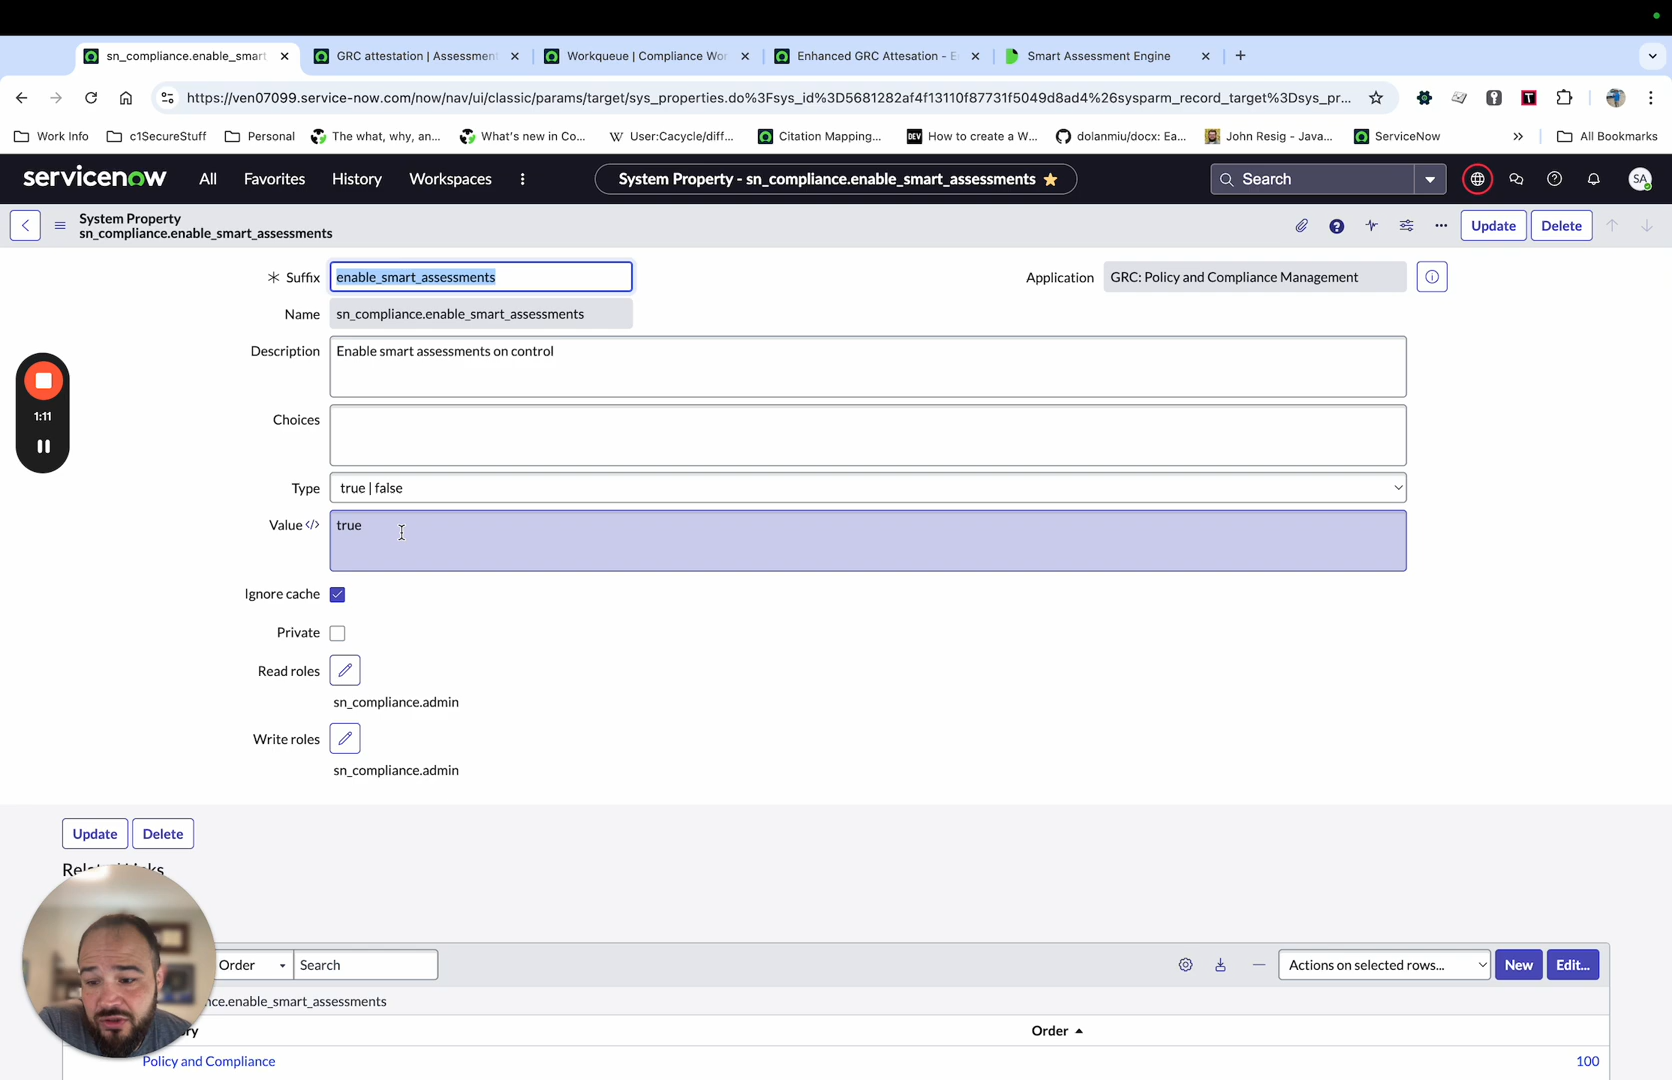 sn_compliance.enable_smart
GRC attestation | Assessment
Workqueue | Compliance Wor
Enhanced GRC Attesation - E
Smart Assessment Engine
https://ven07099.service-now.com/now/nav/ui/classic/params/target/sys_properties.do%3Fsys_id%3D5681282af4f13110f87731f5049d8ad4%26sysparm_record_target%3Dsys_pr...
Work Info
c1SecureStuff
Personal
The what, why, an...
What's new in Co...
User:Cacycle/diff...
Citation Mapping...
How to create a W...
dolanmiu/docx: Ea...
John Resig - Java...
ServiceNow
»
All Bookmarks
servicenow
All
Favorites
History
Workspaces
System Property - sn_compliance.enable_smart_assessments
Search
SA
System Property
sn_compliance.enable_smart_assessments
Update
Delete
Suffix
enable_smart_assessments
Application
GRC: Policy and Compliance Management
Name
sn_compliance.enable_smart_assessments
Description
Enable smart assessments on control
Choices
1:11
Type
true | false
Value
true
Ignore cache
Private
Read roles
sn_compliance.admin
Write roles
sn_compliance.admin
Update
Delete
Order
Search
Actions on selected rows...
New
Edit...
nce.enable_smart_assessments
Order
Policy and Compliance
100